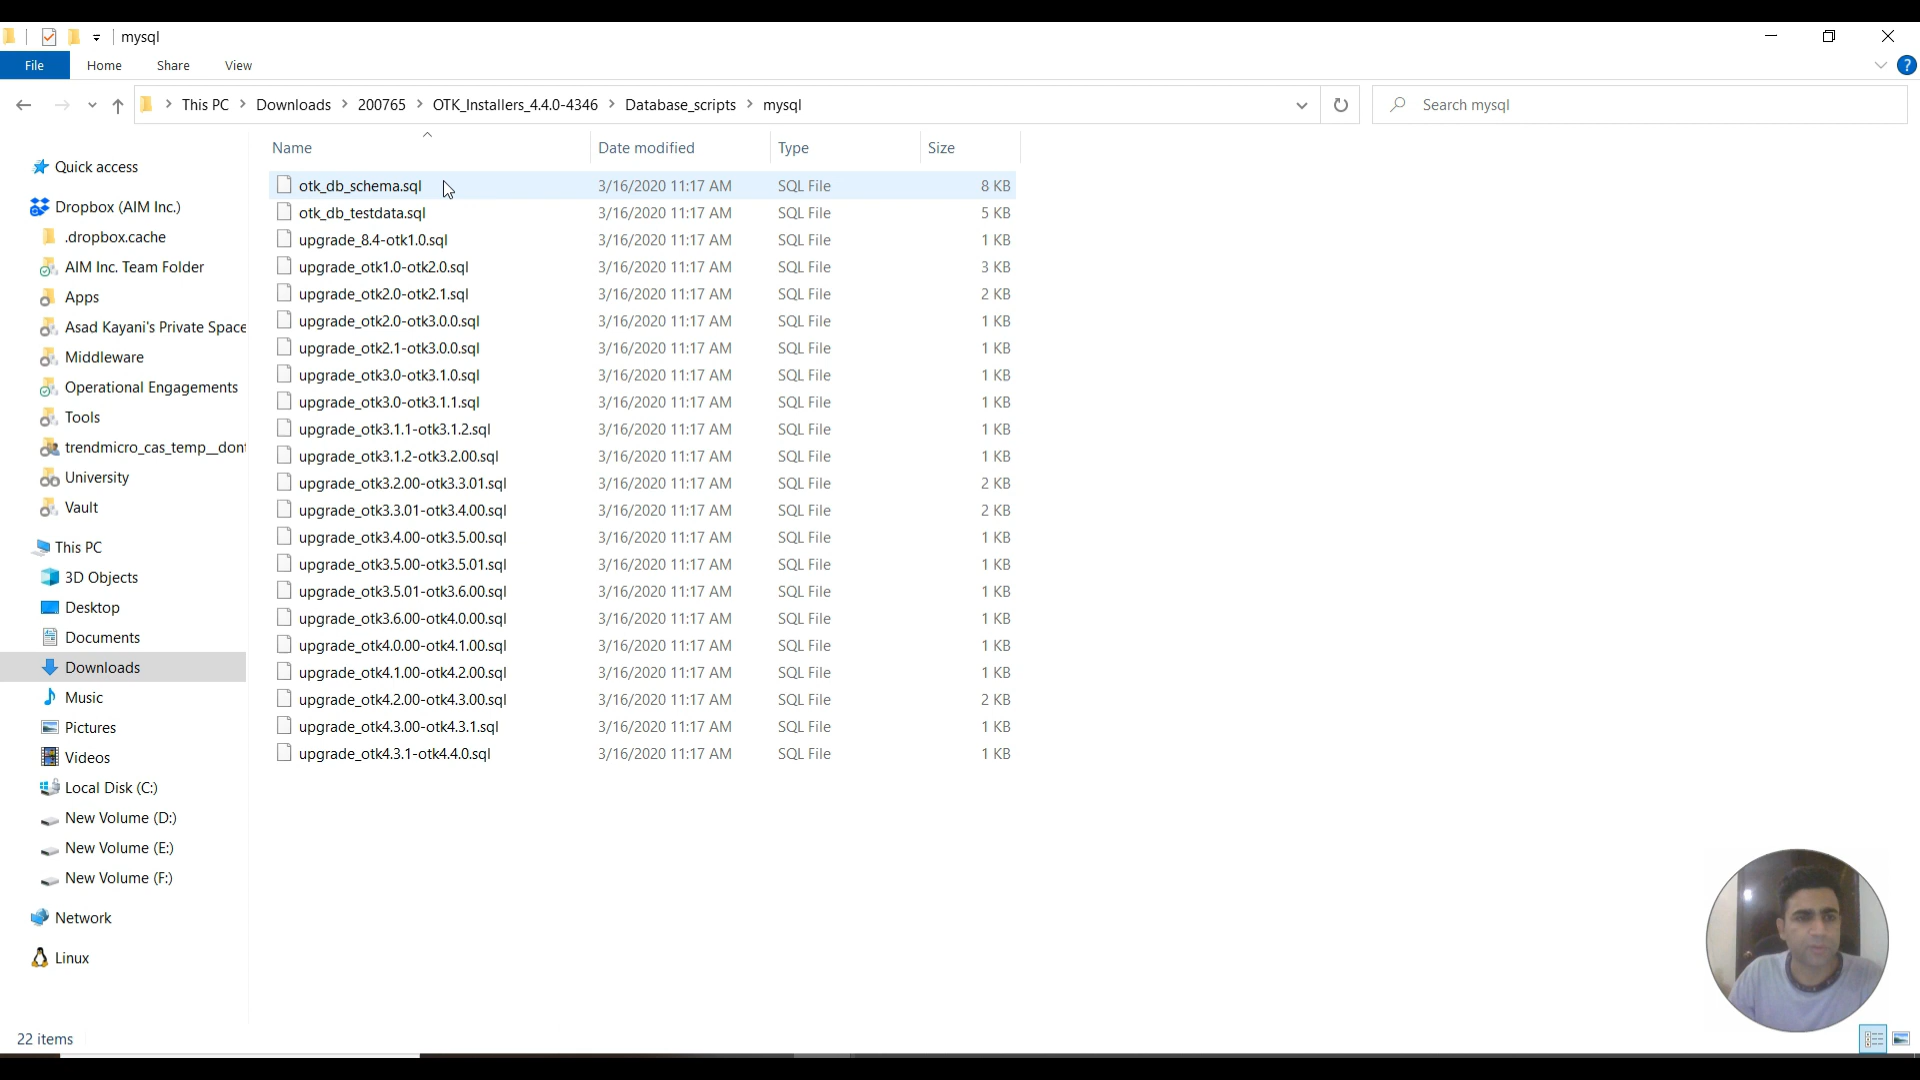 mysql
File Home Share View
This PC Downloads 200765 OTK_Installers_4.4.0-4346 Database_scripts mysql
Search mysql
Quick access
Dropbox (AIM Inc.)
.dropbox.cache
AIM Inc. Team Folder
Apps
Asad Kayani's Private Space
Middleware
Operational Engagements
Tools
trendmicro_cas_temp__dont
University
Vault
This PC
3D Objects
Desktop
Documents
Downloads
Music
Pictures
Videos
Local Disk (C:)
New Volume (D:)
New Volume (E:)
New Volume (F:)
Network
Linux
Name Date modified Type Size
otk_db_schema.sql 3/16/2020 11:17 AM SQL File 8 KB
otk_db_testdata.sql 3/16/2020 11:17 AM SQL File 5 KB
upgrade_8.4-otk1.0.sql 3/16/2020 11:17 AM SQL File 1 KB
upgrade_otk1.0-otk2.0.sql 3/16/2020 11:17 AM SQL File 3 KB
upgrade_otk2.0-otk2.1.sql 3/16/2020 11:17 AM SQL File 2 KB
upgrade_otk2.0-otk3.0.0.sql 3/16/2020 11:17 AM SQL File 1 KB
upgrade_otk2.1-otk3.0.0.sql 3/16/2020 11:17 AM SQL File 1 KB
upgrade_otk3.0-otk3.1.0.sql 3/16/2020 11:17 AM SQL File 1 KB
upgrade_otk3.0-otk3.1.1.sql 3/16/2020 11:17 AM SQL File 1 KB
upgrade_otk3.1.1-otk3.1.2.sql 3/16/2020 11:17 AM SQL File 1 KB
upgrade_otk3.1.2-otk3.2.00.sql 3/16/2020 11:17 AM SQL File 1 KB
upgrade_otk3.2.00-otk3.3.01.sql 3/16/2020 11:17 AM SQL File 2 KB
upgrade_otk3.3.01-otk3.4.00.sql 3/16/2020 11:17 AM SQL File 2 KB
upgrade_otk3.4.00-otk3.5.00.sql 3/16/2020 11:17 AM SQL File 1 KB
upgrade_otk3.5.00-otk3.5.01.sql 3/16/2020 11:17 AM SQL File 1 KB
upgrade_otk3.5.01-otk3.6.00.sql 3/16/2020 11:17 AM SQL File 1 KB
upgrade_otk3.6.00-otk4.0.00.sql 3/16/2020 11:17 AM SQL File 1 KB
upgrade_otk4.0.00-otk4.1.00.sql 3/16/2020 11:17 AM SQL File 1 KB
upgrade_otk4.1.00-otk4.2.00.sql 3/16/2020 11:17 AM SQL File 1 KB
upgrade_otk4.2.00-otk4.3.00.sql 3/16/2020 11:17 AM SQL File 2 KB
upgrade_otk4.3.00-otk4.3.1.sql 3/16/2020 11:17 AM SQL File 1 KB
upgrade_otk4.3.1-otk4.4.0.sql 3/16/2020 11:17 AM SQL File 1 KB
22 items